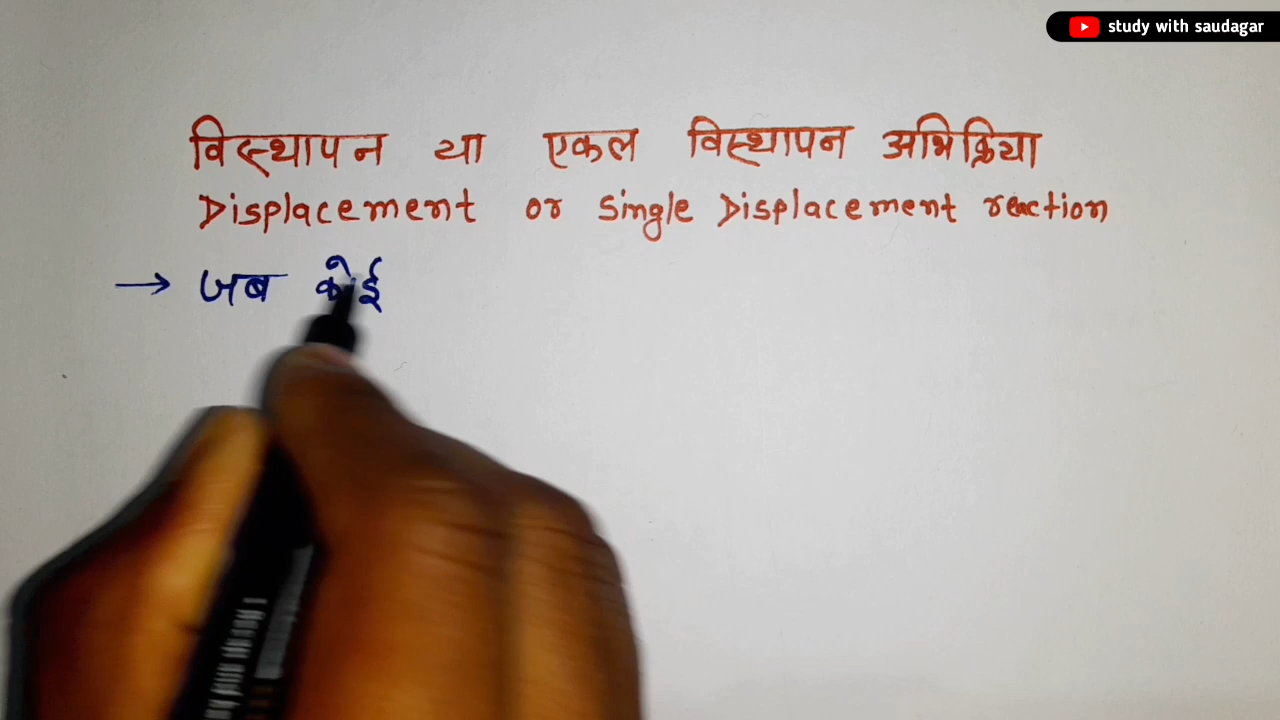 study with saudagar
विस्थापन या एकल विस्थापन अभिक्रिया
Displacement or Single Displacement reaction
→ जब कोई